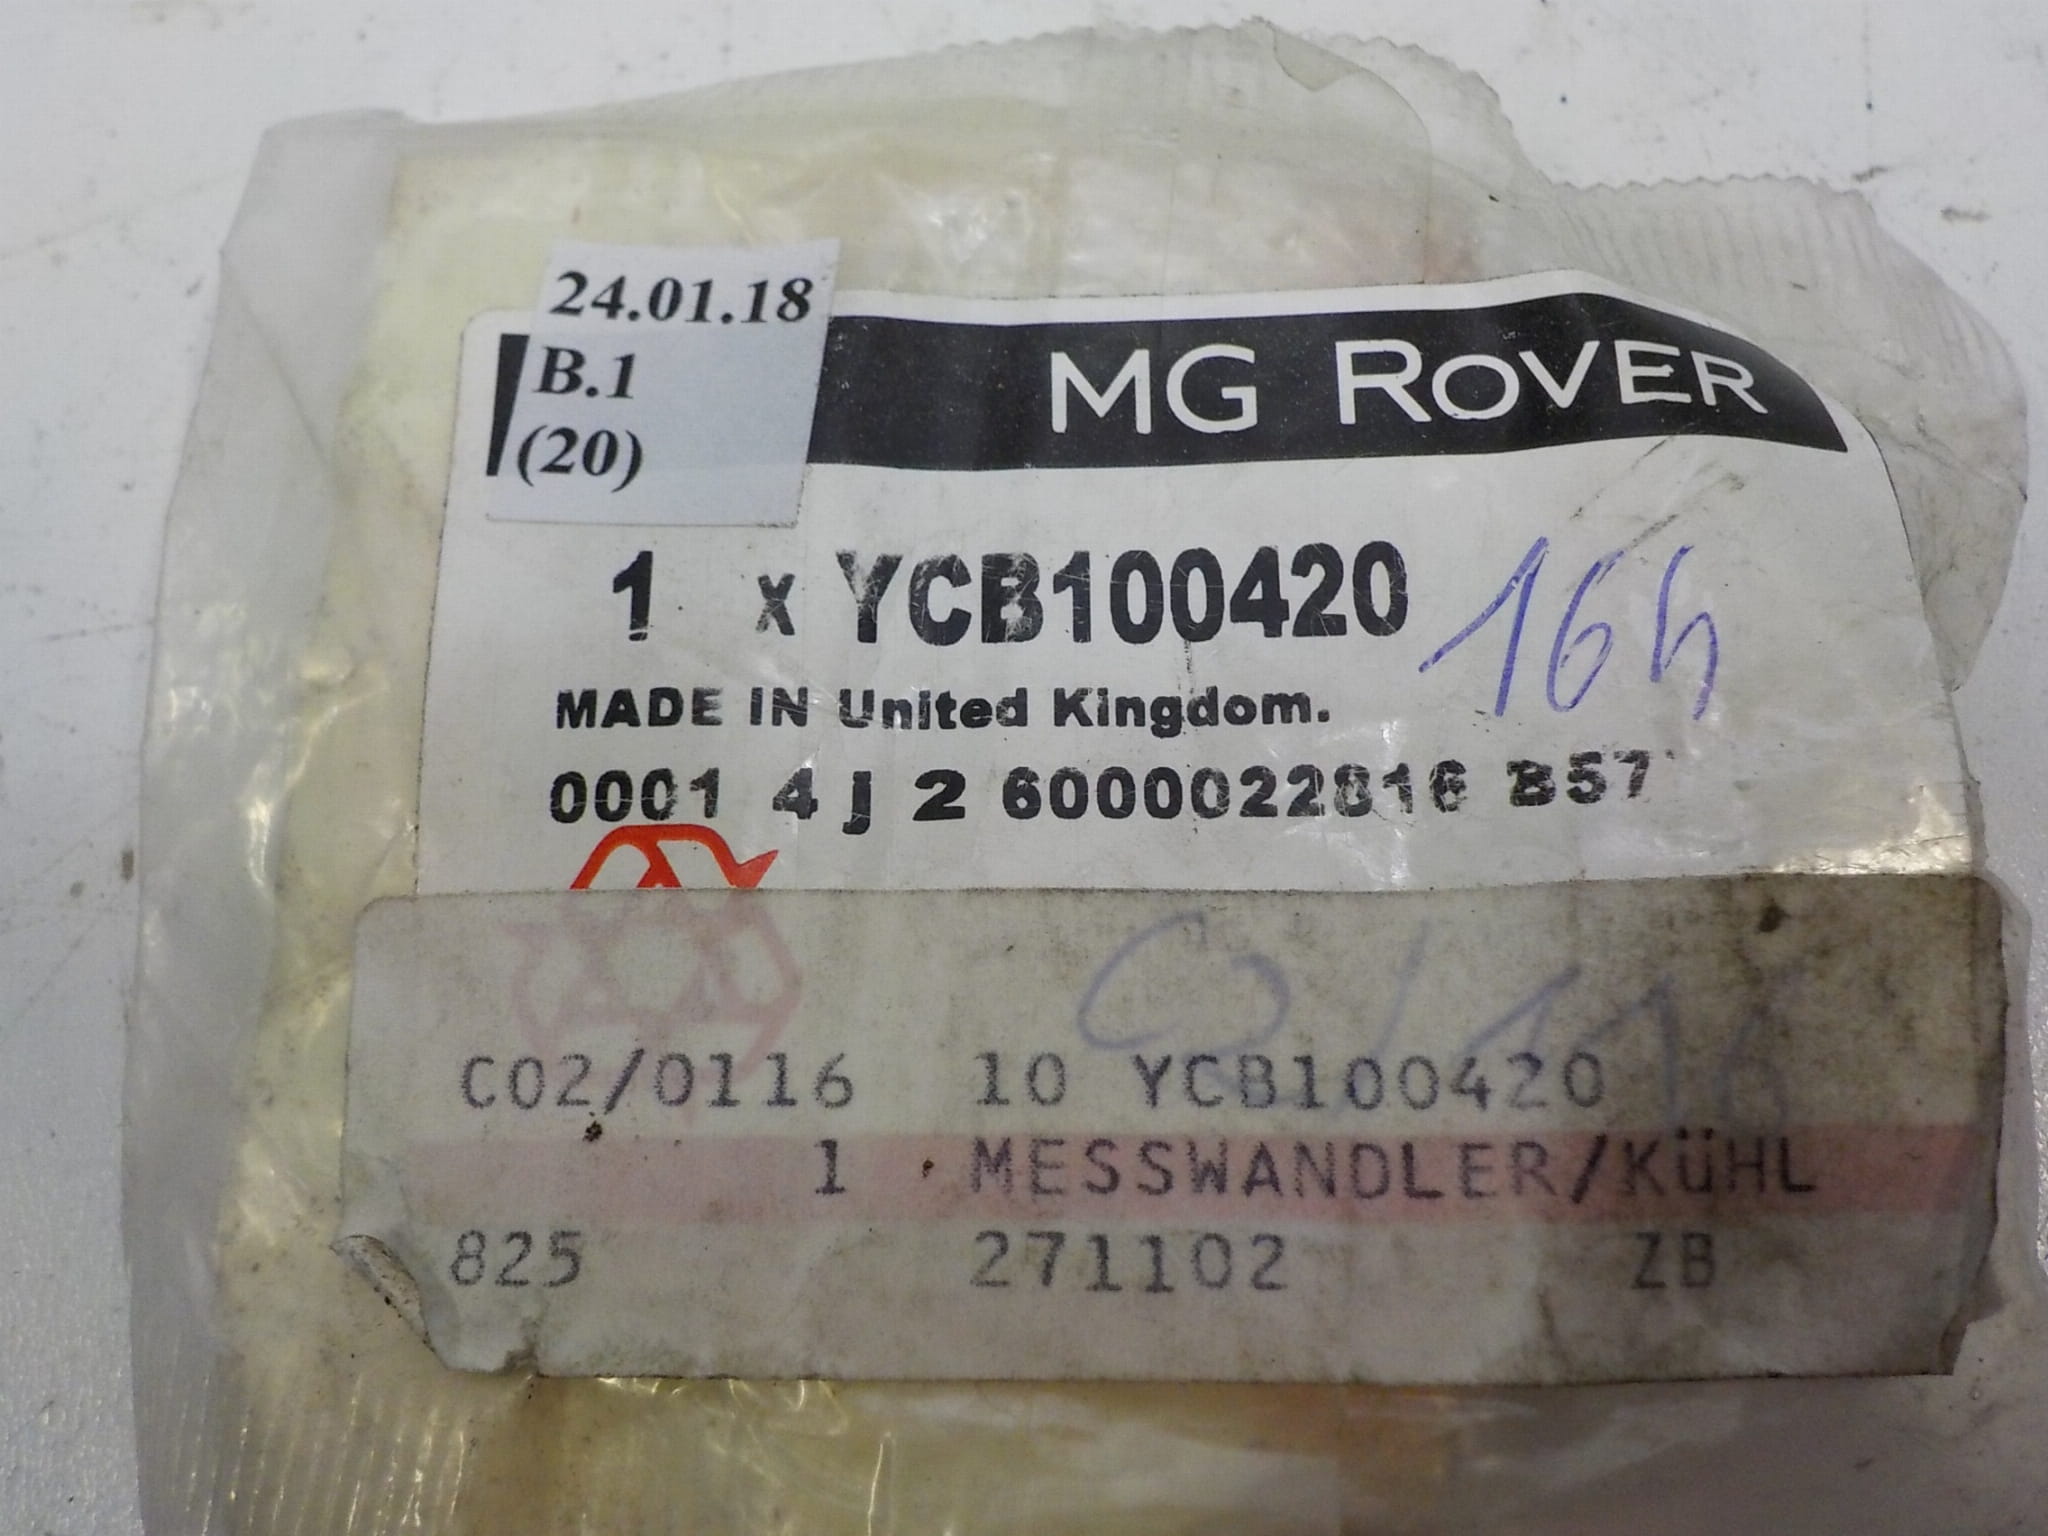 24.01.18
B.1
(20)
MG ROVER
1 x YCB100420
16h
MADE IN United Kingdom.
0001 4 J 2 6000022816 B57
C02/0116 10 YCB100420
1 MESSWANDLER/KüHL
825 271102 ZB